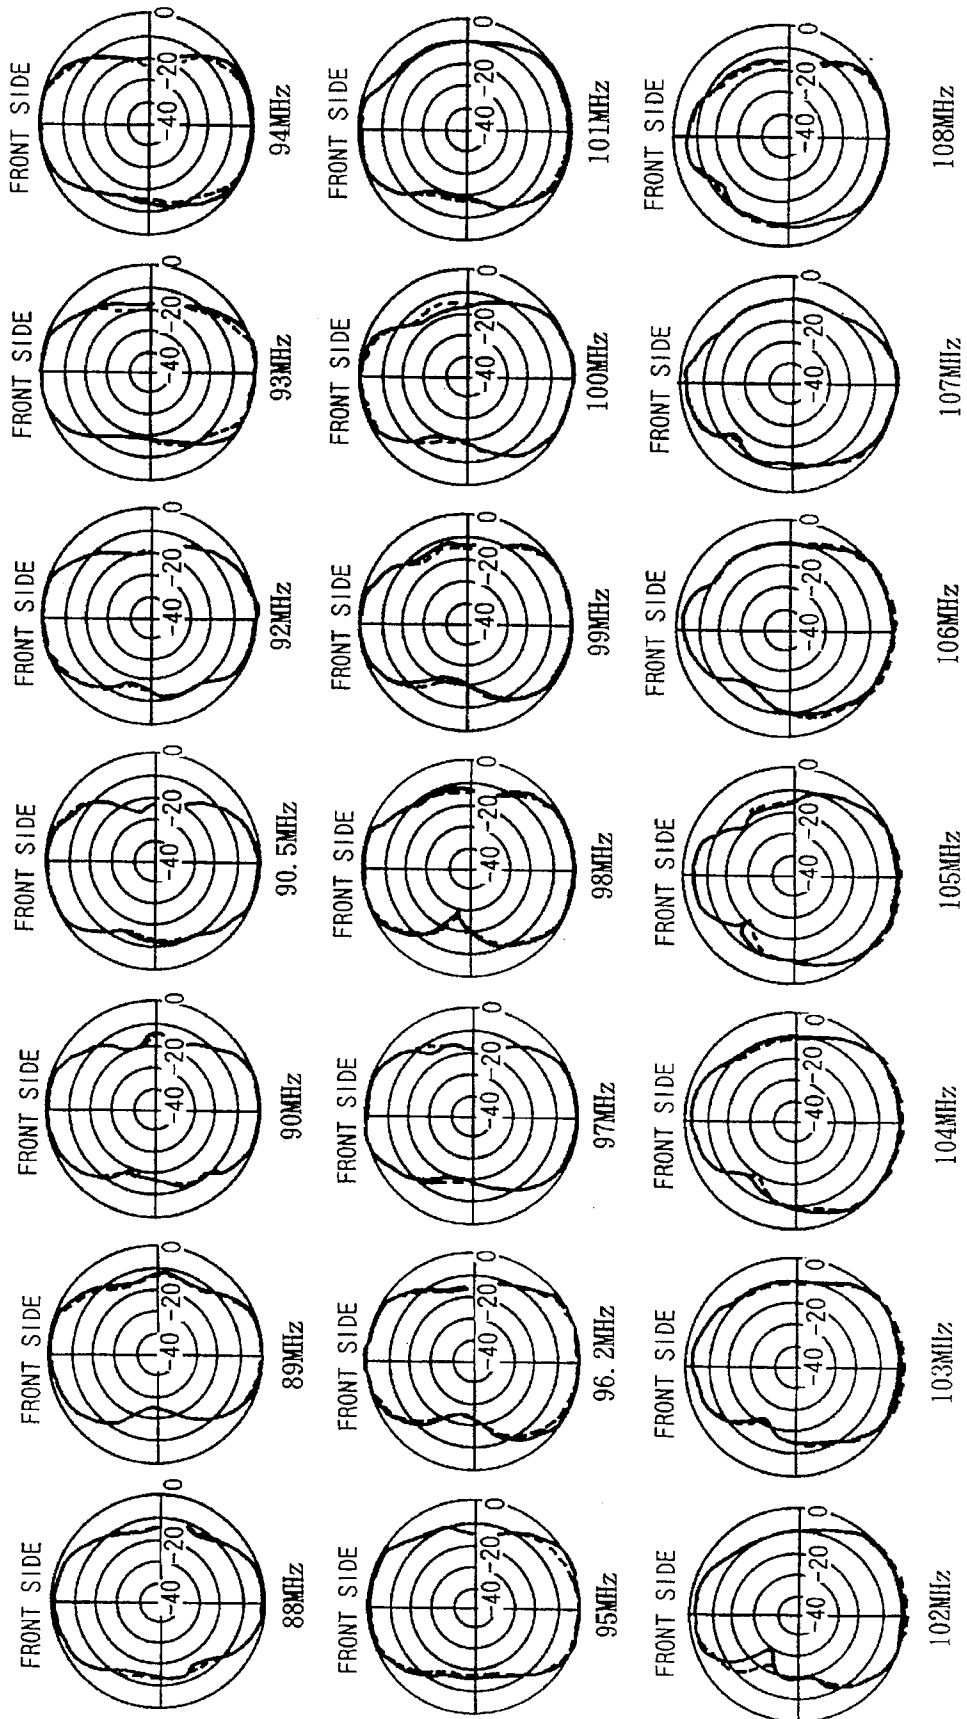 FRONT SIDE
0
-20
-40
88MHz
FRONT SIDE
0
-20
-40
89MHz
FRONT SIDE
0
-20
-40
90MHz
FRONT SIDE
0
-20
-40
90.5MHz
FRONT SIDE
0
-20
-40
92MHz
FRONT SIDE
0
-20
-40
93MHz
FRONT SIDE
0
-20
-40
94MHz
FRONT SIDE
0
-20
-40
95MHz
FRONT SIDE
0
-20
-40
96.2MHz
FRONT SIDE
0
-20
-40
97MHz
FRONT SIDE
0
-20
-40
98MHz
FRONT SIDE
0
-20
-40
99MHz
FRONT SIDE
0
-20
-40
100MHz
FRONT SIDE
0
-20
-40
101MHz
FRONT SIDE
0
-20
-40
102MHz
FRONT SIDE
0
-20
-40
103MHz
FRONT SIDE
0
-20
-40
104MHz
FRONT SIDE
0
-20
-40
105MHz
FRONT SIDE
0
-20
-40
106MHz
FRONT SIDE
0
-20
-40
107MHz
FRONT SIDE
0
-20
-40
108MHz